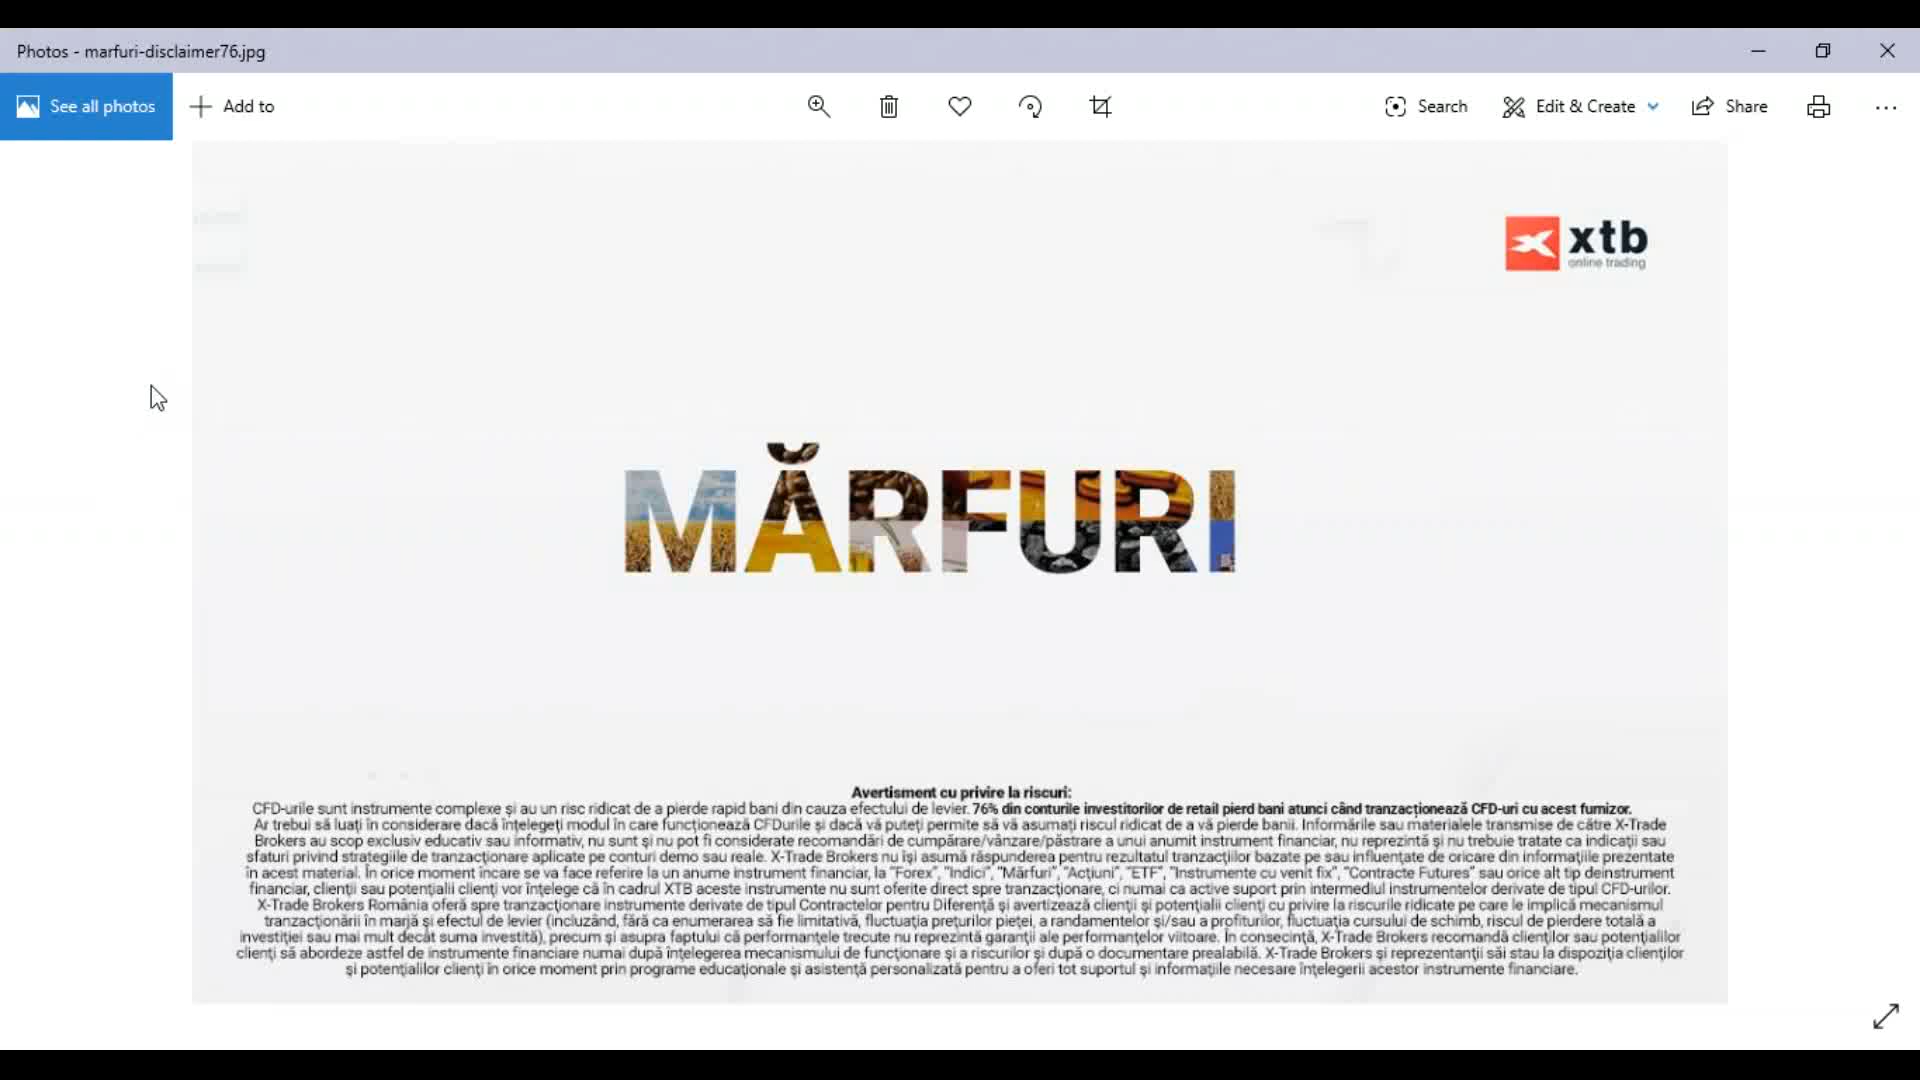 Photos - marfuri-disclaimer76.jpg
See all photos
Add to
Search
Edit & Create
Share
xtb
online trading
MĂRFURI
Avertisment cu privire la riscuri:
CFD-urile sunt instrumente complexe și au un risc ridicat de a pierde rapid bani din cauza efectului de levier. 76% din conturile investitorilor de retail pierd bani atunci când tranzacționează CFD-uri cu acest furnizor.
Ar trebui să luați în considerare dacă înțelegeți modul în care funcționează CFDurile și dacă vă puteți permite să vă asumați riscul ridicat de a vă pierde banii. Informările sau materialele transmise de către X-Trade
Brokers au scop exclusiv educativ sau informativ, nu sunt și nu pot fi considerate recomandări de cumpărare/vânzare/păstrare a unui anumit instrument financiar, nu reprezintă și nu trebuie tratate ca indicații sau
sfaturi privind strategiile de tranzacționare aplicate pe conturi demo sau reale. X-Trade Brokers nu își asumă răspunderea pentru rezultatul tranzacțiilor bazate pe sau influențate de oricare din informațiile prezentate
în acest material. În orice moment încare se va face referire la un anume instrument financiar, la "Forex", "Indici", "Mărfuri", "Acțiuni", "ETF", "Instrumente cu venit fix", "Contracte Futures" sau orice alt tip deinstrument
financiar, clienții sau potențialii clienți vor înțelege că în cadrul XTB aceste instrumente nu sunt oferite direct spre tranzacționare, ci numai ca active suport prin intermediul instrumentelor derivate de tipul CFD-urilor.
X-Trade Brokers România oferă spre tranzacționare instrumente derivate de tipul Contractelor pentru Diferență și avertizează clienții și potențialii clienți cu privire la riscurile ridicate pe care le implică mecanismul
tranzacționării în marjă și efectul de levier (incluzând, fără ca enumerarea să fie limitativă, fluctuația prețurilor pieței, a randamentelor și/sau a profiturilor, fluctuația cursului de schimb, riscul de pierdere totală a
investiției sau mai mult decât suma investită), precum și asupra faptului că performanțele trecute nu reprezintă garanții ale performanțelor viitoare. În consecință, X-Trade Brokers recomandă clienților sau potențialilor
clienți să abordeze astfel de instrumente financiare numai după înțelegerea mecanismului de funcționare și a riscurilor și după o documentare prealabilă. X-Trade Brokers și reprezentanții săi stau la dispoziția clienților
și potențialilor clienți în orice moment prin programe educaționale și asistență personalizată pentru a oferi tot suportul și informațiile necesare înțelegerii acestor instrumente financiare.